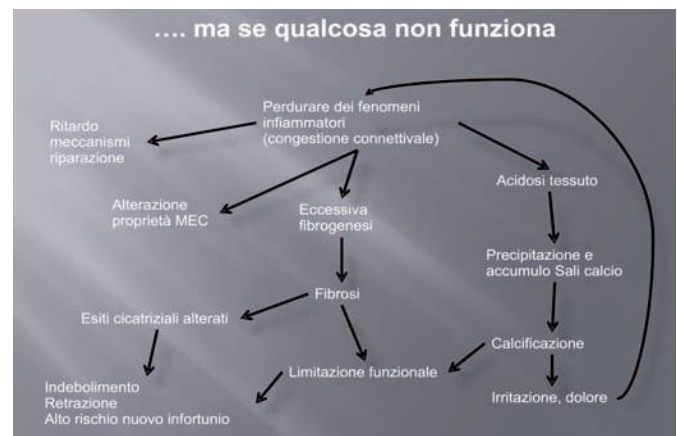 .... ma se qualcosa non funziona
Perdurare dei fenomeni
infiammatori
(congestione connettivale)
Ritardo
meccanismi
riparazione
Acidosi tessuto
Alterazione
proprietà MEC
Eccessiva
fibrogenesi
Precipitazione e
accumulo Sali calcio
Fibrosi
Esiti cicatriziali alterati
Calcificazione
Limitazione funzionale
Indebolimento
Retrazione
Alto rischio nuovo infortunio
Irritazione, dolore